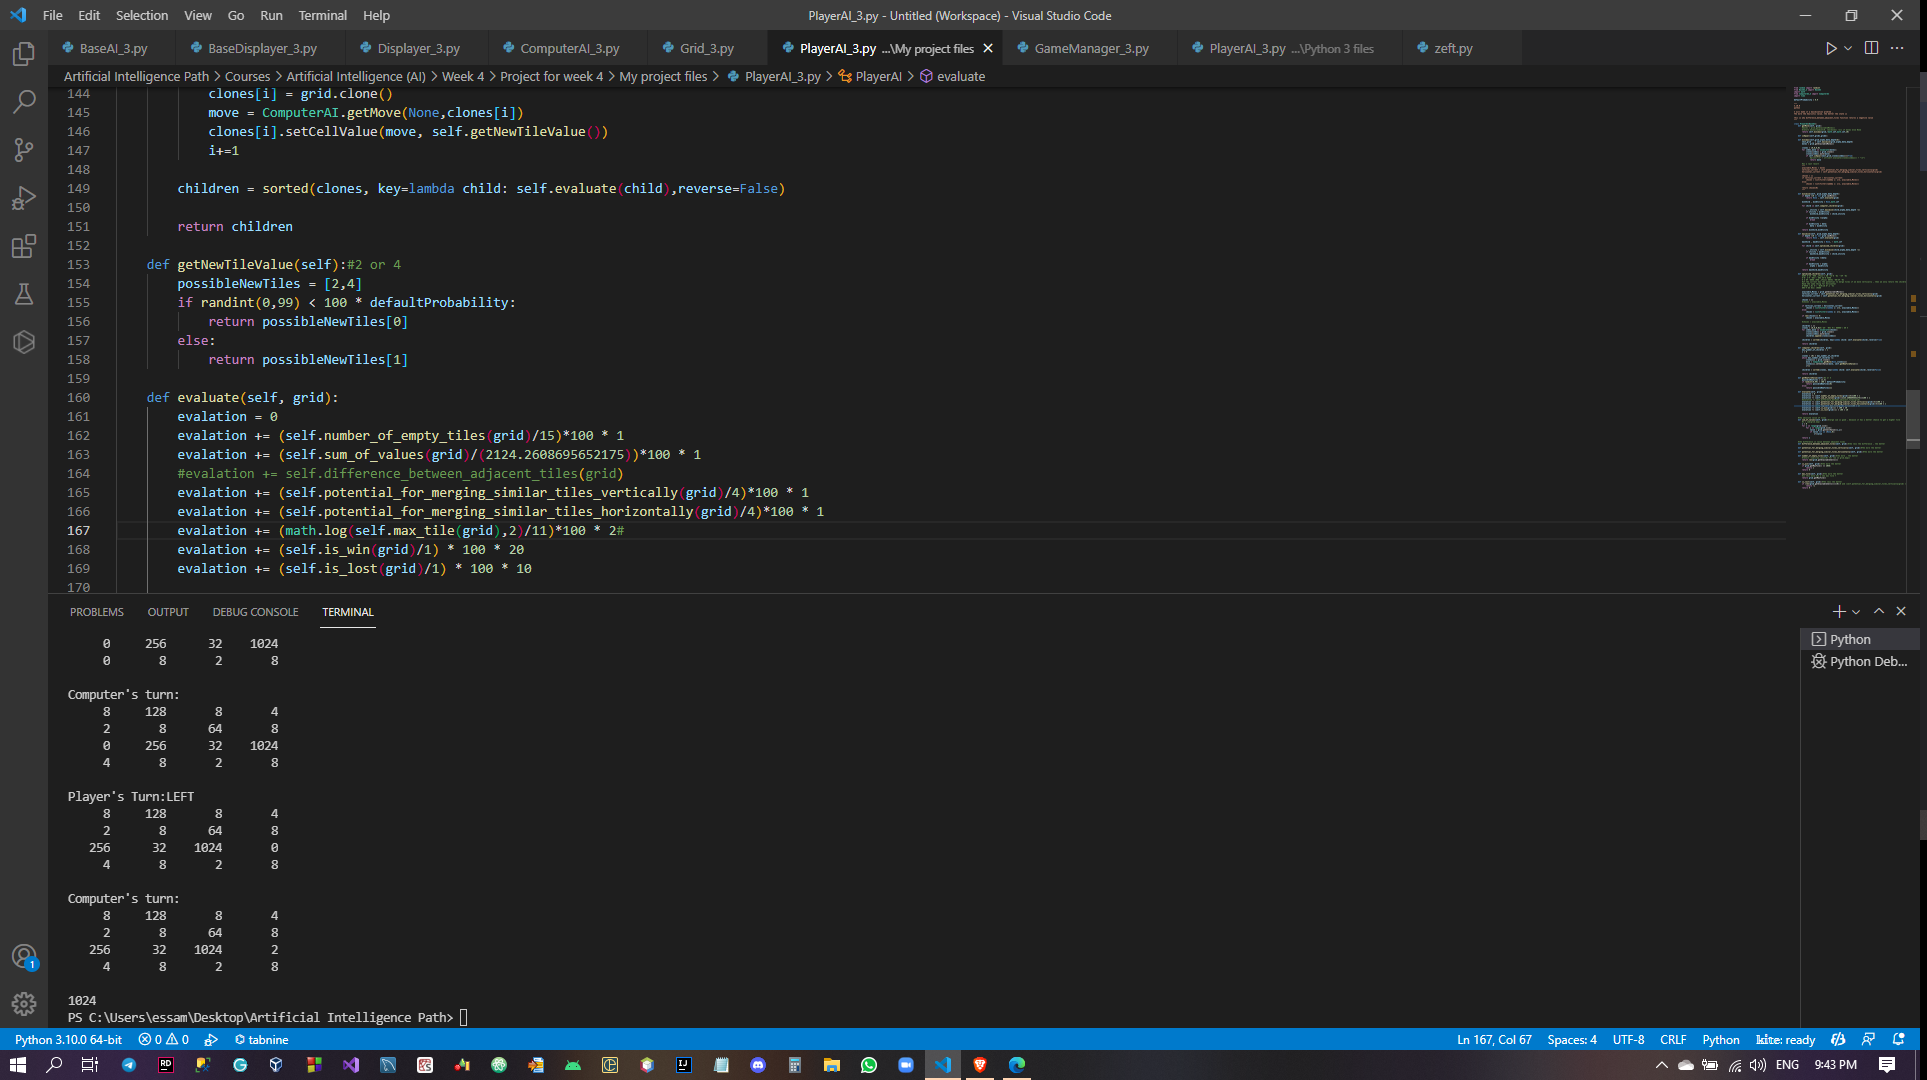 File Edit Selection View Go Run Terminal Help
PlayerAI_3.py - Untitled (Workspace) - Visual Studio Code
BaseAI_3.py BaseDisplayer_3.py Displayer_3.py ComputerAI_3.py Grid_3.py PlayerAI_3.py ...\My project files GameManager_3.py PlayerAI_3.py ...\Python 3 files zeft.py
Artificial Intelligence Path > Courses > Artificial Intelligence (AI) > Week 4 > Project for week 4 > My project files > PlayerAI_3.py > PlayerAI > evaluate
144 clones[i] = grid.clone()
145 move = ComputerAI.getMove(None,clones[i])
146 clones[i].setCellValue(move, self.getNewTileValue())
147 i+=1
148
149 children = sorted(clones, key=lambda child: self.evaluate(child),reverse=False)
150
151 return children
152
153 def getNewTileValue(self):#2 or 4
154 possibleNewTiles = [2,4]
155 if randint(0,99) < 100 * defaultProbability:
156 return possibleNewTiles[0]
157 else:
158 return possibleNewTiles[1]
159
160 def evaluate(self, grid):
161 evalation = 0
162 evalation += (self.number_of_empty_tiles(grid)/15)*100 * 1
163 evalation += (self.sum_of_values(grid)/(2124.2608695652175))*100 * 1
164 #evalation += self.difference_between_adjacent_tiles(grid)
165 evalation += (self.potential_for_merging_similar_tiles_vertically(grid)/4)*100 * 1
166 evalation += (self.potential_for_merging_similar_tiles_horizontally(grid)/4)*100 * 1
167 evalation += (math.log(self.max_tile(grid),2)/11)*100 * 2#
168 evalation += (self.is_win(grid)/1) * 100 * 20
169 evalation += (self.is_lost(grid)/1) * 100 * 10
170
PROBLEMS OUTPUT DEBUG CONSOLE TERMINAL
Python
Python Deb...
0 256 32 1024
0 8 2 8
Computer's turn:
8 128 8 4
2 8 64 8
0 256 32 1024
4 8 2 8
Player's Turn:LEFT
8 128 8 4
2 8 64 8
256 32 1024 0
4 8 2 8
Computer's turn:
8 128 8 4
2 8 64 8
256 32 1024 2
4 8 2 8
1024
PS C:\Users\essam\Desktop\Artificial Intelligence Path>
1
Python 3.10.0 64-bit 0 0 tabnine Ln 167, Col 67 Spaces: 4 UTF-8 CRLF Python kite: ready
ENG 9:43 PM